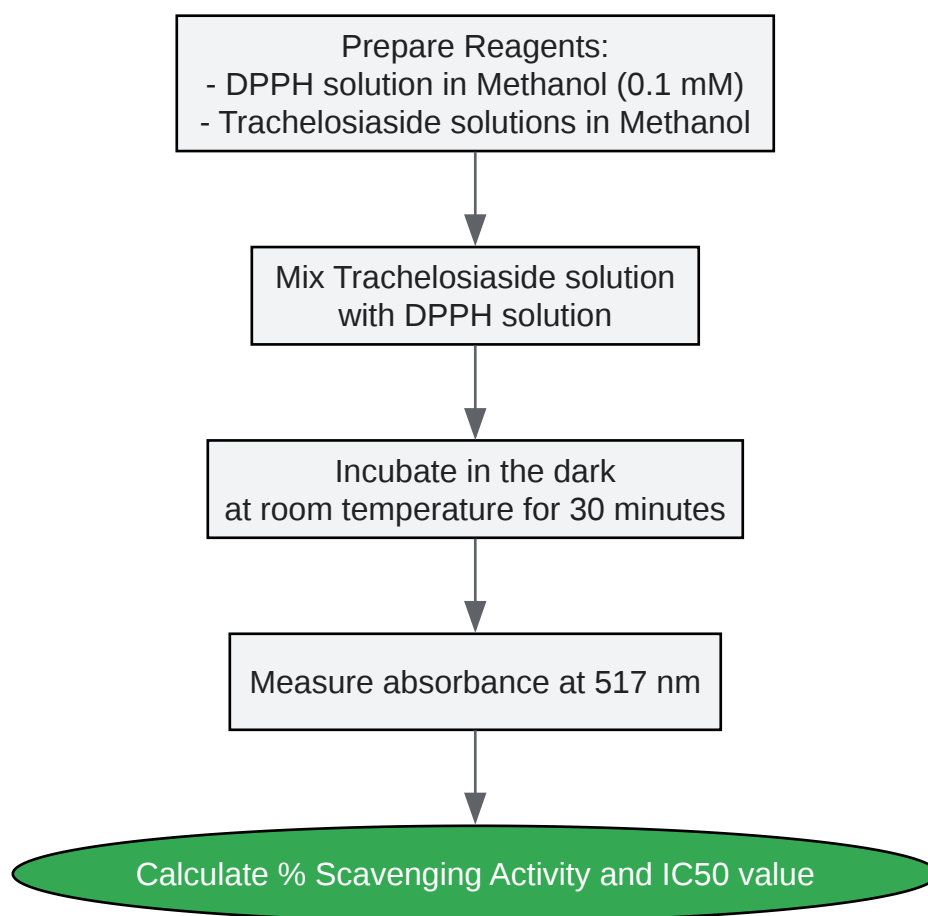 Prepare Reagents:
- DPPH solution in Methanol (0.1 mM)
- Trachelosiaside solutions in Methanol
Mix Trachelosiaside solution
with DPPH solution
Incubate in the dark
at room temperature for 30 minutes
Measure absorbance at 517 nm
Calculate % Scavenging Activity and IC50 value